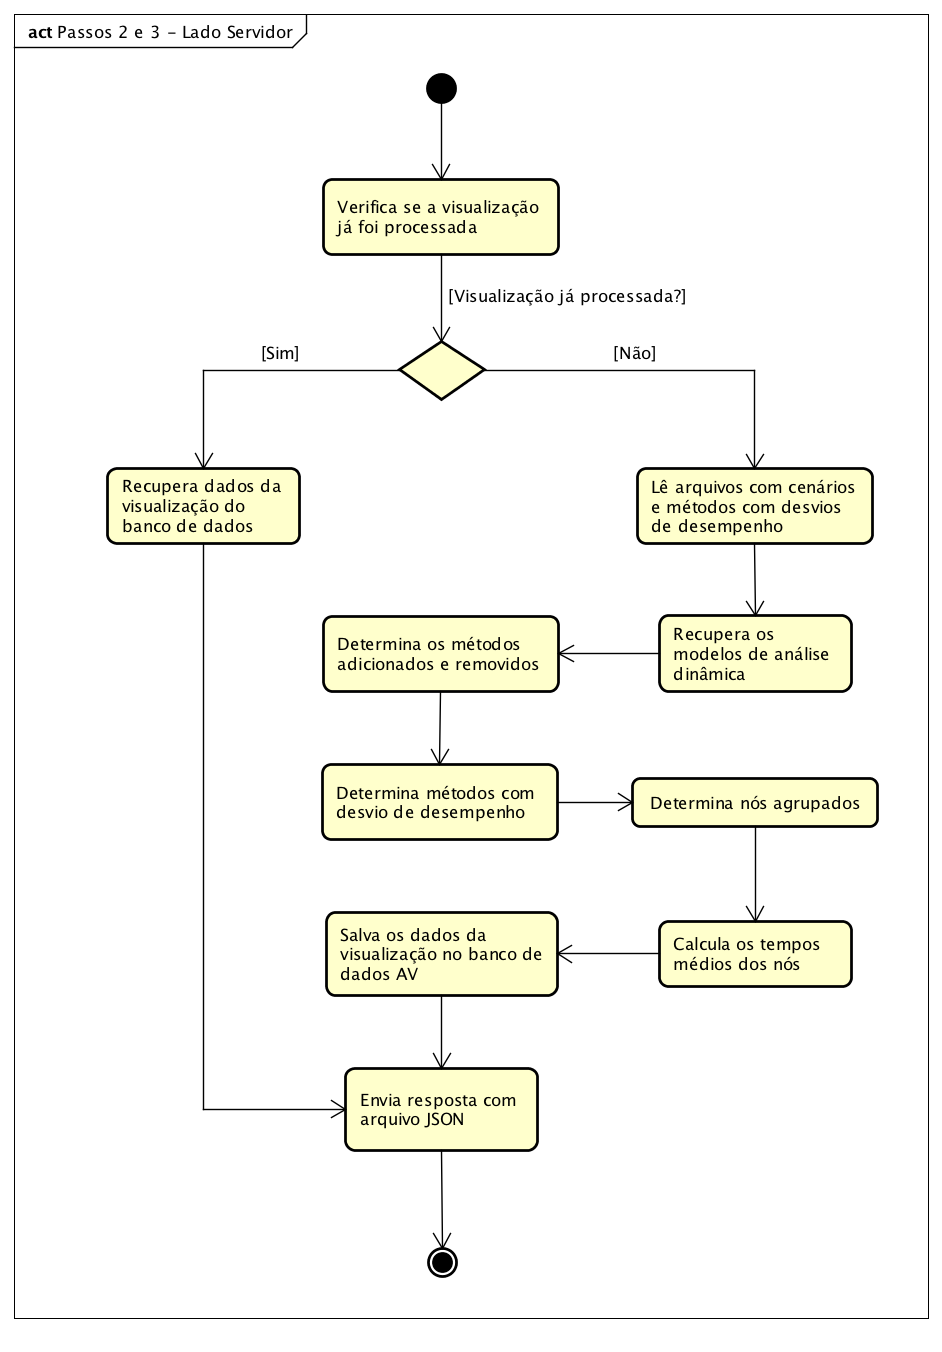 act Passos 2 e 3 - Lado Servidor
Verifica se a visualização
já foi processada
[Visualização já processada?]
[Sim]
[Não]
Recupera dados da
visualização do
banco de dados
Lê arquivos com cenários
e métodos com desvios
de desempenho
Recupera os
modelos de análise
dinâmica
Determina os métodos
adicionados e removidos
Determina métodos com
desvio de desempenho
Determina nós agrupados
Calcula os tempos
médios dos nós
Salva os dados da
visualização no banco de
dados AV
Envia resposta com
arquivo JSON